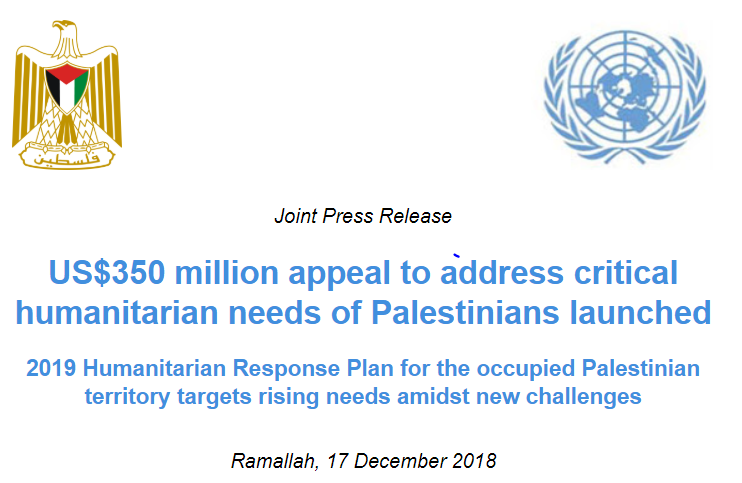 فلسطين
Joint Press Release
US$350 million appeal to address critical
humanitarian needs of Palestinians launched
2019 Humanitarian Response Plan for the occupied Palestinian
territory targets rising needs amidst new challenges
Ramallah, 17 December 2018